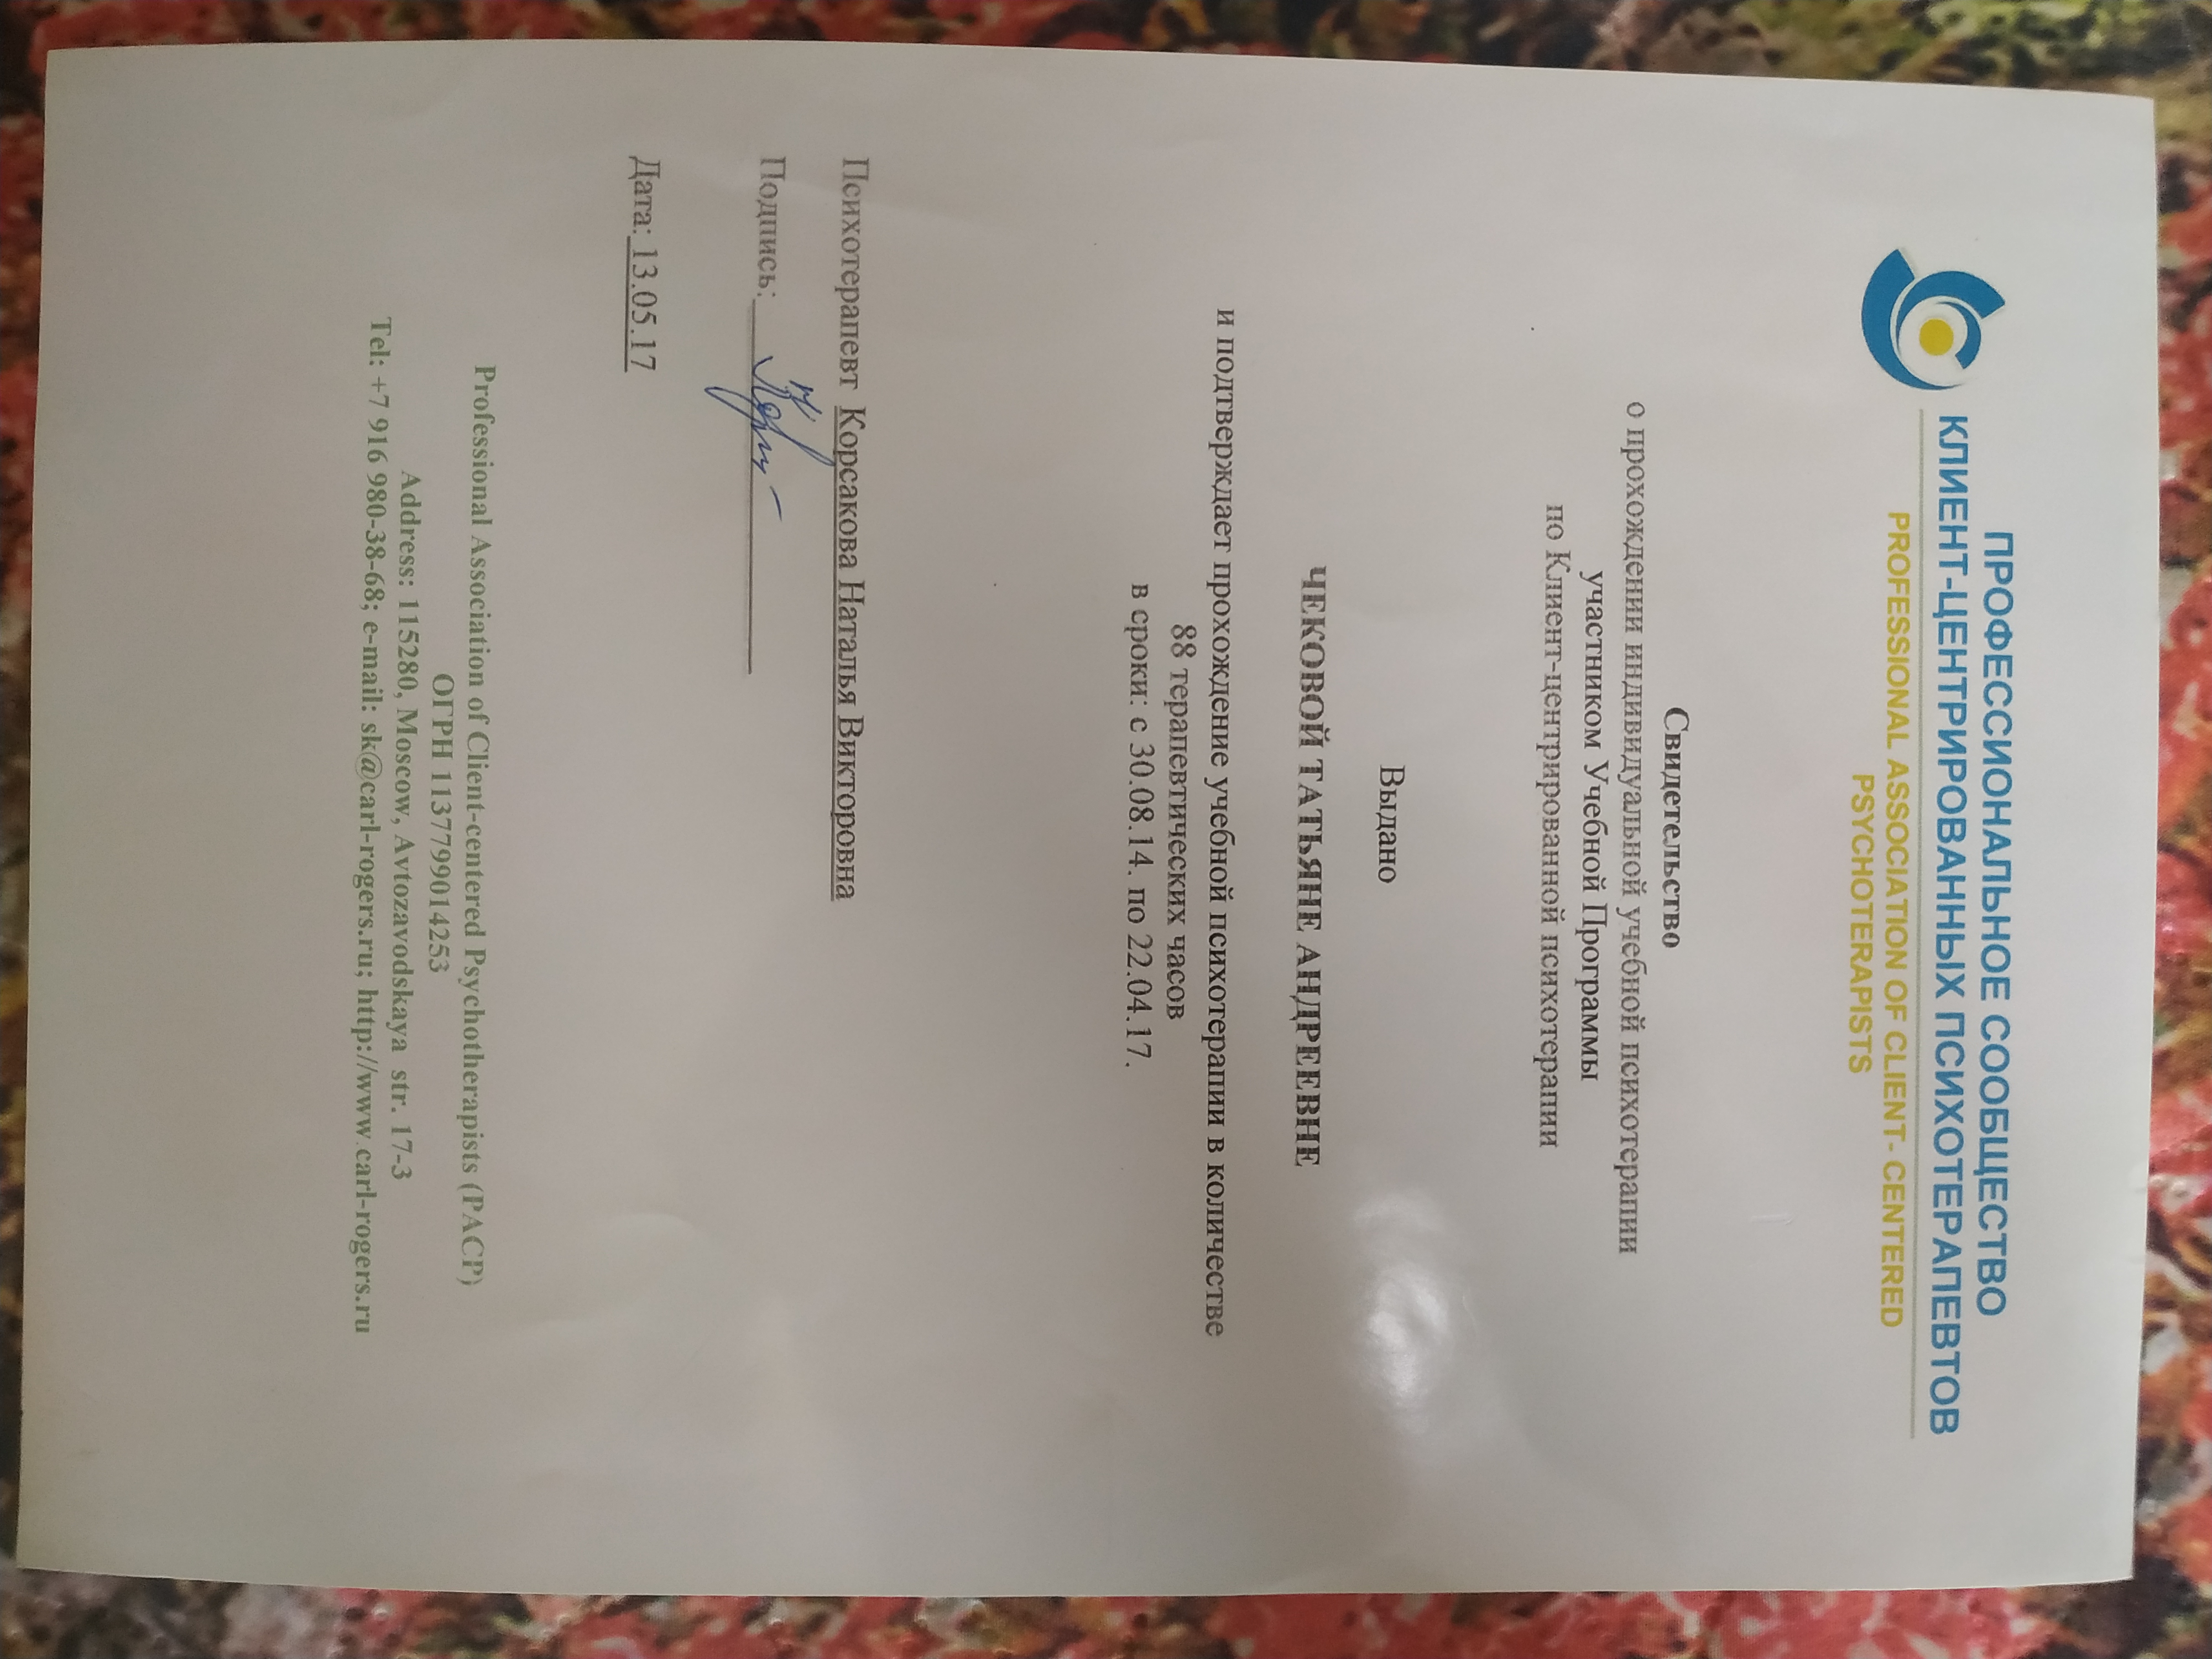 ПРОФЕССИОНАЛЬНОЕ СООБЩЕСТВО
КЛИЕНТ-ЦЕНТРИРОВАННЫХ ПСИХОТЕРАПЕВТОВ
PROFESSIONAL ASSOCIATION OF CLIENT- CENTERED
PSYCHOTERAPISTS
Свидетельство
о прохождении индивидуальной учебной психотерапии
участником Учебной Программы
по Клиент-центрированной психотерапии
Выдано
ЧЕКОВОЙ ТАТЬЯНЕ АНДРЕЕВНЕ
и подтверждает прохождение учебной психотерапии в количестве
88 терапевтических часов
в сроки: с 30.08.14. по 22.04.17.
Психотерапевт Корсакова Наталья Викторовна
Подпись:
Дата: 13.05.17
Professional Association of Client-centered Psychotherapists (PACP)
ОГРН 1137799014253
Address: 115280, Moscow, Avtozavodskaya str. 17-3
Tel: +7 916 980-38-68; e-mail: sk@carl-rogers.ru; http://www.carl-rogers.ru